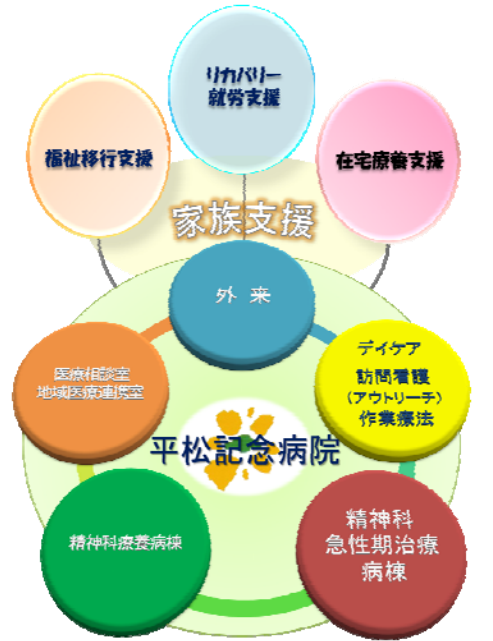 リカバリー
就労支援
福祉移行支援
在宅療養支援
家族支援
外来
医療相談室
地域医療連携室
デイケア
訪問看護
(アウトリーチ)
作業療法
平松記念病院
精神科療養病棟
精神科
急性期治療
病棟